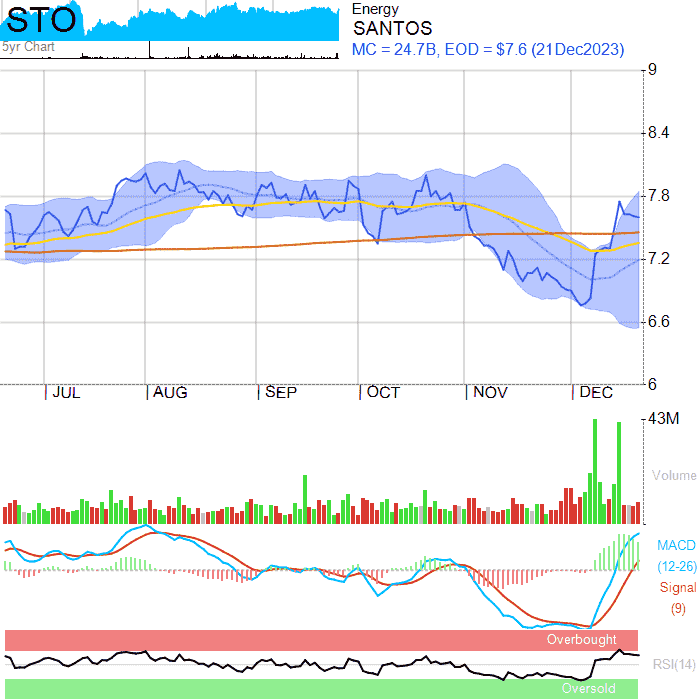 STO
5yr Chart
Energy
SANTOS
MC = 24.7B, EOD = $7.6 (21Dec2023)
9
8.4
7.8
7.2
6.6
6
JUL AUG SEP OCT NOV DEC
43M
Volume
MACD
(12-26)
Signal
(9)
Overbought
RSI(14)
Oversold